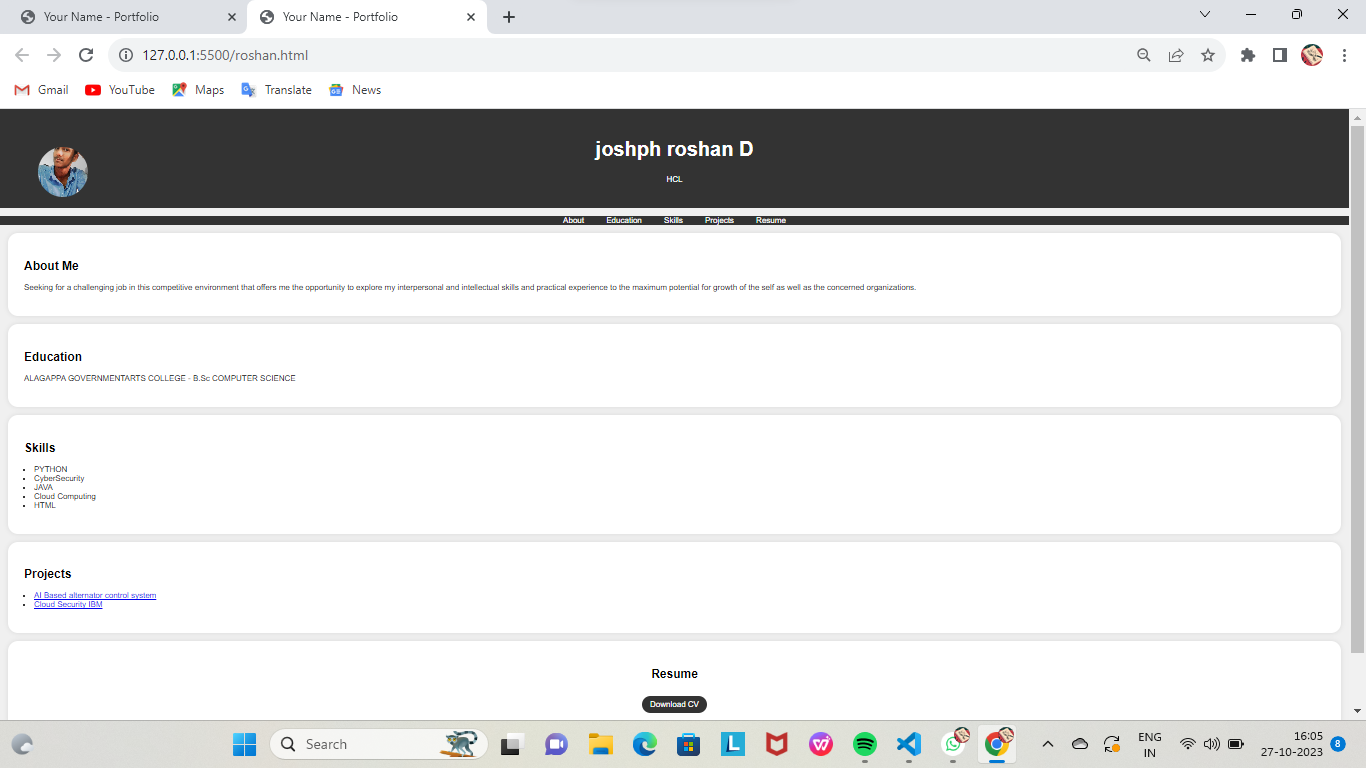 Your Name - Portfolio
Your Name - Portfolio
127.0.0.1:5500/roshan.html
Gmail
YouTube
Maps
Translate
News
joshph roshan D
HCL
About Education Skills Projects Resume
About Me
Seeking for a challenging job in this competitive environment that offers me the opportunity to explore my interpersonal and intellectual skills and practical experience to the maximum potential for growth of the self as well as the concerned organizations.
Education
ALAGAPPA GOVERNMENTARTS COLLEGE - B.Sc COMPUTER SCIENCE
Skills
PYTHON
CyberSecurity
JAVA
Cloud Computing
HTML
Projects
AI Based alternator control system
Cloud Security IBM
Resume
Download CV
Search
L
ENG
IN
16:05
27-10-2023
8